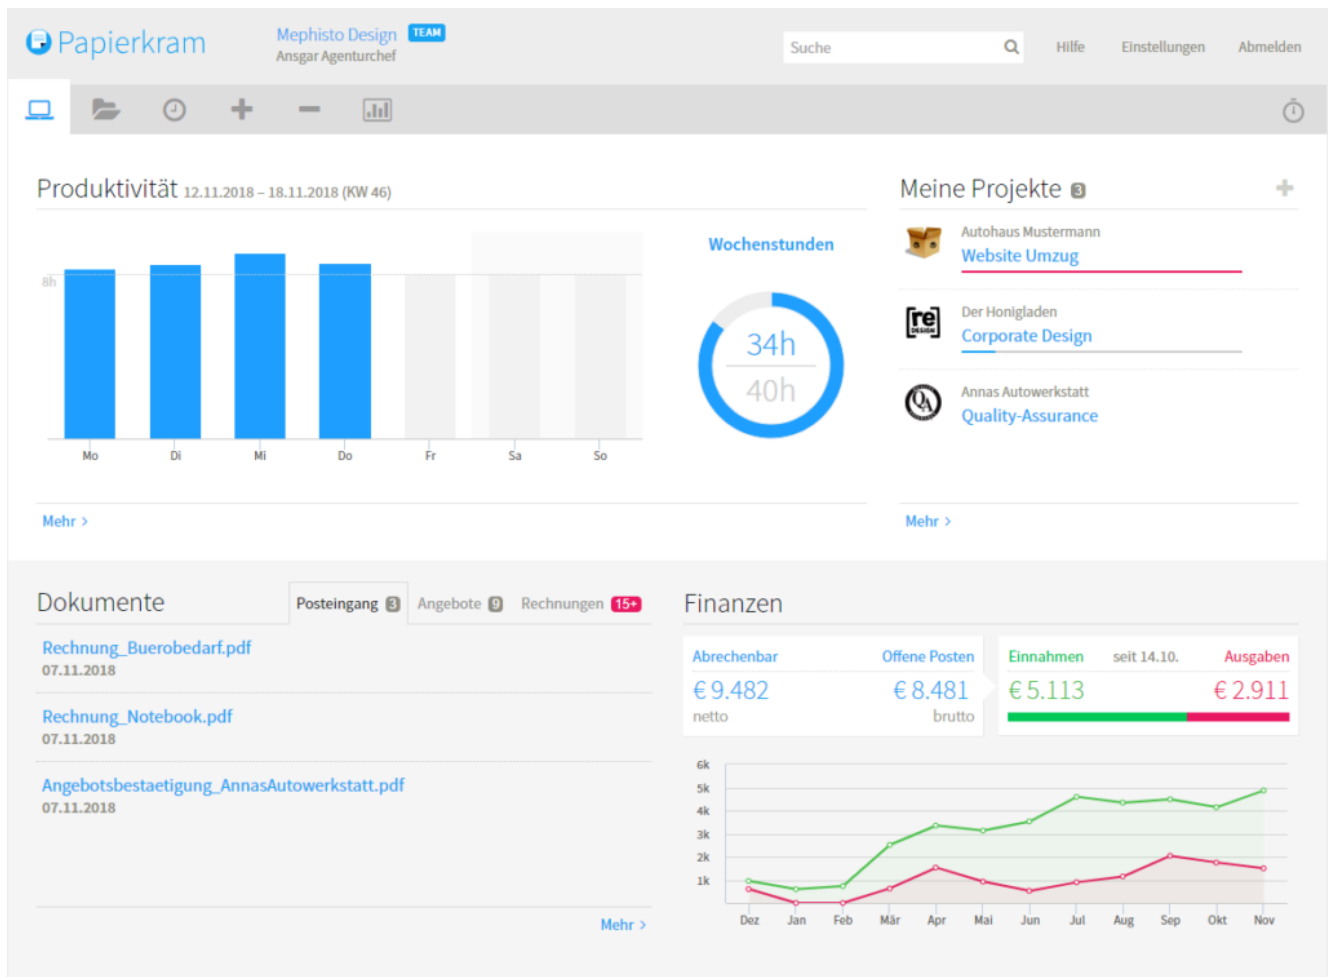 Papierkram
Mephisto Design TEAM
Ansgar Agenturchef
Suche
Hilfe Einstellungen Abmelden
Produktivität 12.11.2018 – 18.11.2018 (KW 46)
8h
Mo Di Mi Do Fr Sa So
Wochenstunden
34h
40h
Mehr >
Meine Projekte 3
Autohaus Mustermann
Website Umzug
[re]
DESIGN
Der Honigladen
Corporate Design
QA
Annas Autowerkstatt
Quality-Assurance
Mehr >
Dokumente
Posteingang 3 Angebote 9 Rechnungen 15+
Rechnung_Buerobedarf.pdf
07.11.2018
Rechnung_Notebook.pdf
07.11.2018
Angebotsbestaetigung_AnnasAutowerkstatt.pdf
07.11.2018
Mehr >
Finanzen
Abrechenbar Offene Posten
€ 9.482 € 8.481
netto brutto
Einnahmen seit 14.10. Ausgaben
€ 5.113 € 2.911
6k
5k
4k
3k
2k
1k
Dez Jan Feb Mär Apr Mai Jun Jul Aug Sep Okt Nov